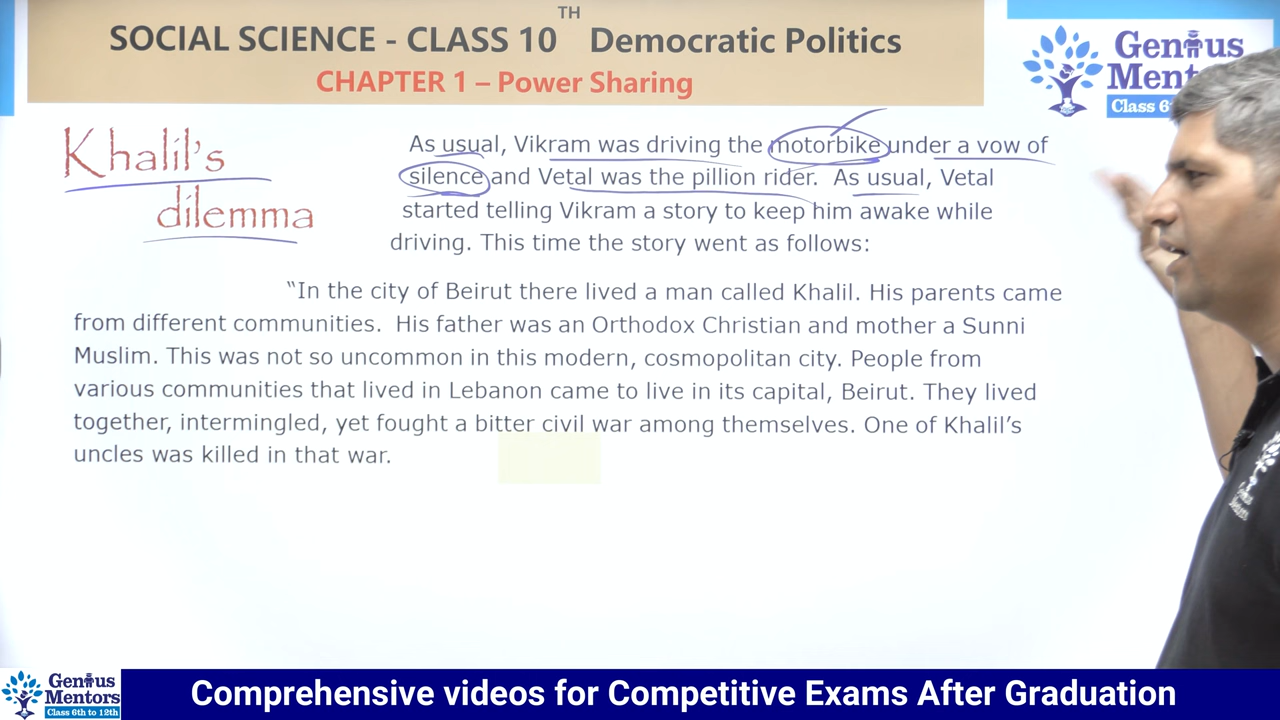 TH
SOCIAL SCIENCE - CLASS 10 Democratic Politics
CHAPTER 1 – Power Sharing
Genius
Mentors
Class 6
Khalil's
dilemma
As usual, Vikram was driving the motorbike under a vow of
silence and Vetal was the pillion rider. As usual, Vetal
started telling Vikram a story to keep him awake while
driving. This time the story went as follows:
“In the city of Beirut there lived a man called Khalil. His parents came
from different communities. His father was an Orthodox Christian and mother a Sunni
Muslim. This was not so uncommon in this modern, cosmopolitan city. People from
various communities that lived in Lebanon came to live in its capital, Beirut. They lived
together, intermingled, yet fought a bitter civil war among themselves. One of Khalil’s
uncles was killed in that war.
Genius
Mentors
Class 6th to 12th
Comprehensive videos for Competitive Exams After Graduation